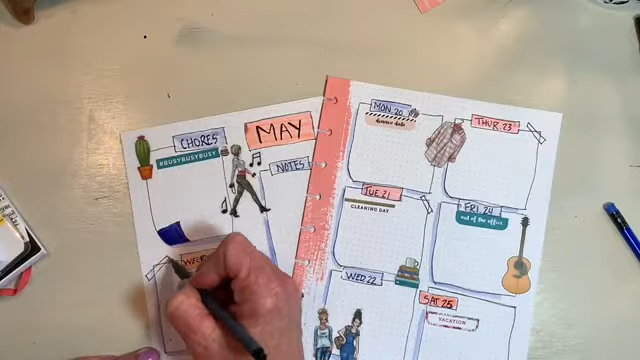 CHORES
#BUSYBUSYBUSY
MAY
NOTES
MON. 20
dinner date
TUE. 21
CLEANING DAY
WED 22
THUR. 23
FRI. 24
out of the office
SAT. 25
VACATION